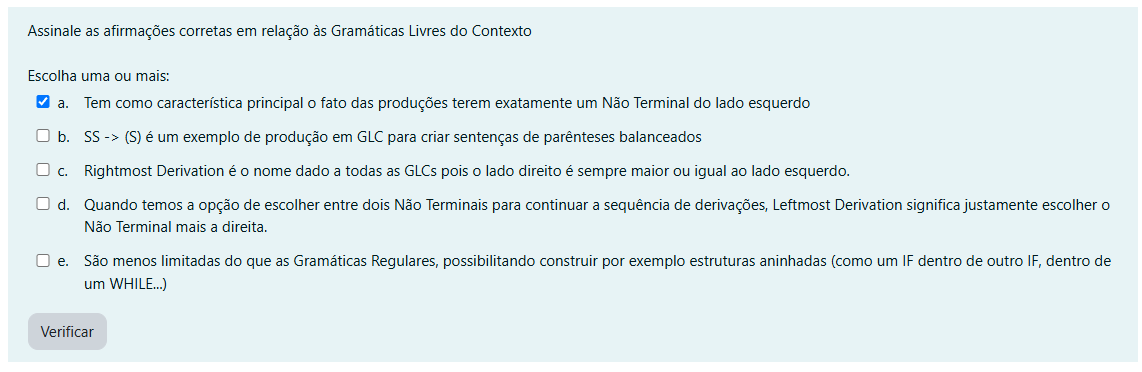 Assinale as afirmações corretas em relação às Gramáticas Livres do Contexto
Escolha uma ou mais:
a. Tem como característica principal o fato das produções terem exatamente um Não Terminal do lado esquerdo
b. SS -> (S) é um exemplo de produção em GLC para criar sentenças de parênteses balanceados
c. Rightmost Derivation é o nome dado a todas as GLCs pois o lado direito é sempre maior ou igual ao lado esquerdo.
d. Quando temos a opção de escolher entre dois Não Terminais para continuar a sequência de derivações, Leftmost Derivation significa justamente escolher o
Não Terminal mais a direita.
e. São menos limitadas do que as Gramáticas Regulares, possibilitando construir por exemplo estruturas aninhadas (como um IF dentro de outro IF, dentro de
um WHILE...)
Verificar